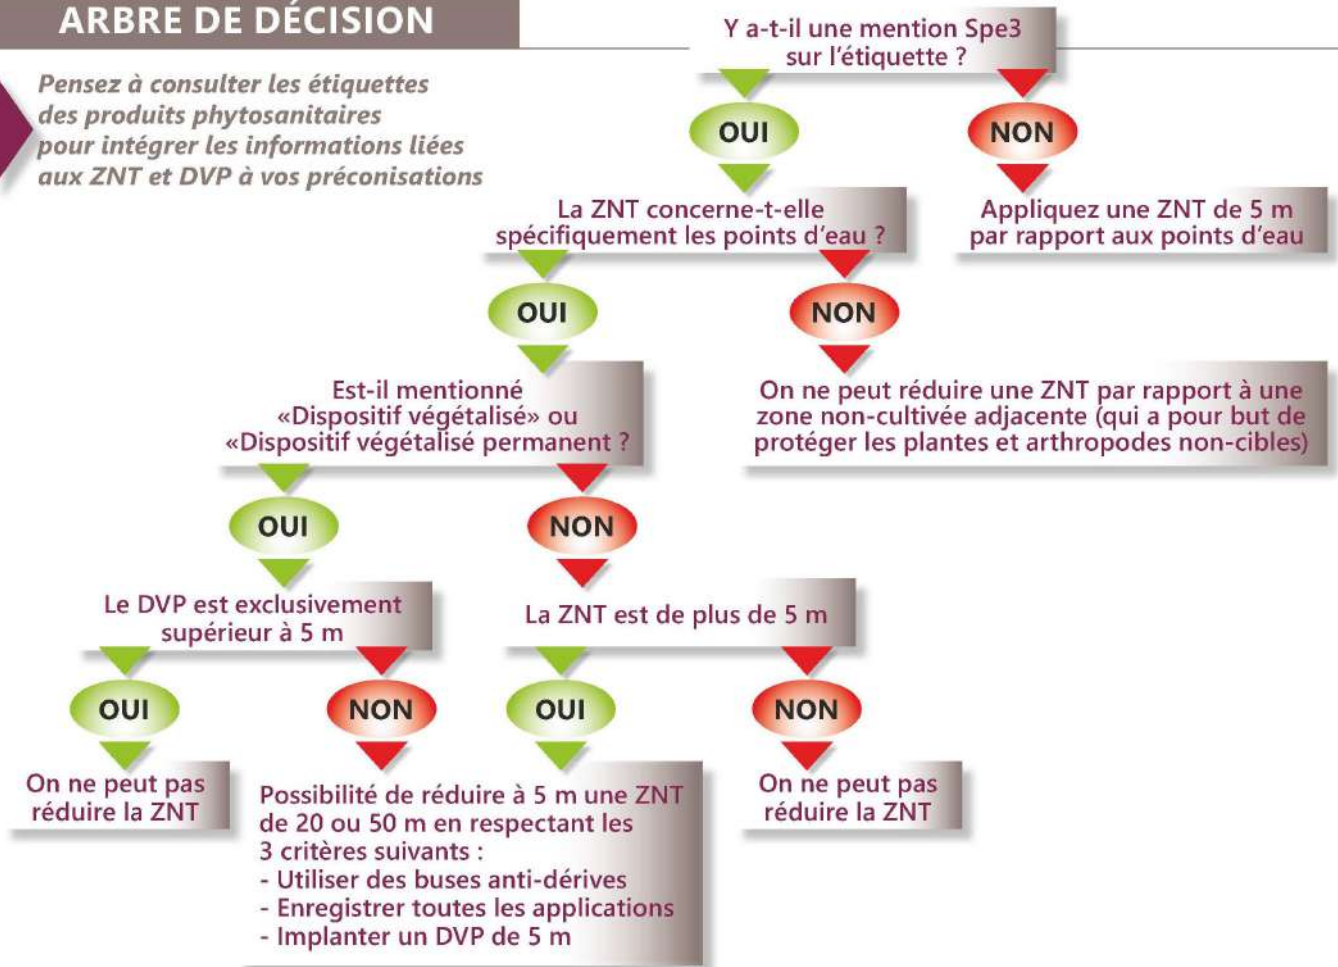 ARBRE DE DÉCISION
Pensez à consulter les étiquettes
des produits phytosanitaires
pour intégrer les informations liées
aux ZNT et DVP à vos préconisations
Y a-t-il une mention Spe3
sur l'étiquette ?
OUI
NON
La ZNT concerne-t-elle
spécifiquement les points d'eau ?
Appliquez une ZNT de 5 m
par rapport aux points d'eau
OUI
NON
Est-il mentionné
«Dispositif végétalisé» ou
«Dispositif végétalisé permanent ?
On ne peut réduire une ZNT par rapport à une
zone non-cultivée adjacente (qui a pour but de
protéger les plantes et arthropodes non-cibles)
OUI
NON
Le DVP est exclusivement
supérieur à 5 m
La ZNT est de plus de 5 m
OUI
NON
OUI
NON
On ne peut pas
réduire la ZNT
Possibilité de réduire à 5 m une ZNT
de 20 ou 50 m en respectant les
3 critères suivants :
- Utiliser des buses anti-dérives
- Enregistrer toutes les applications
- Implanter un DVP de 5 m
On ne peut pas
réduire la ZNT